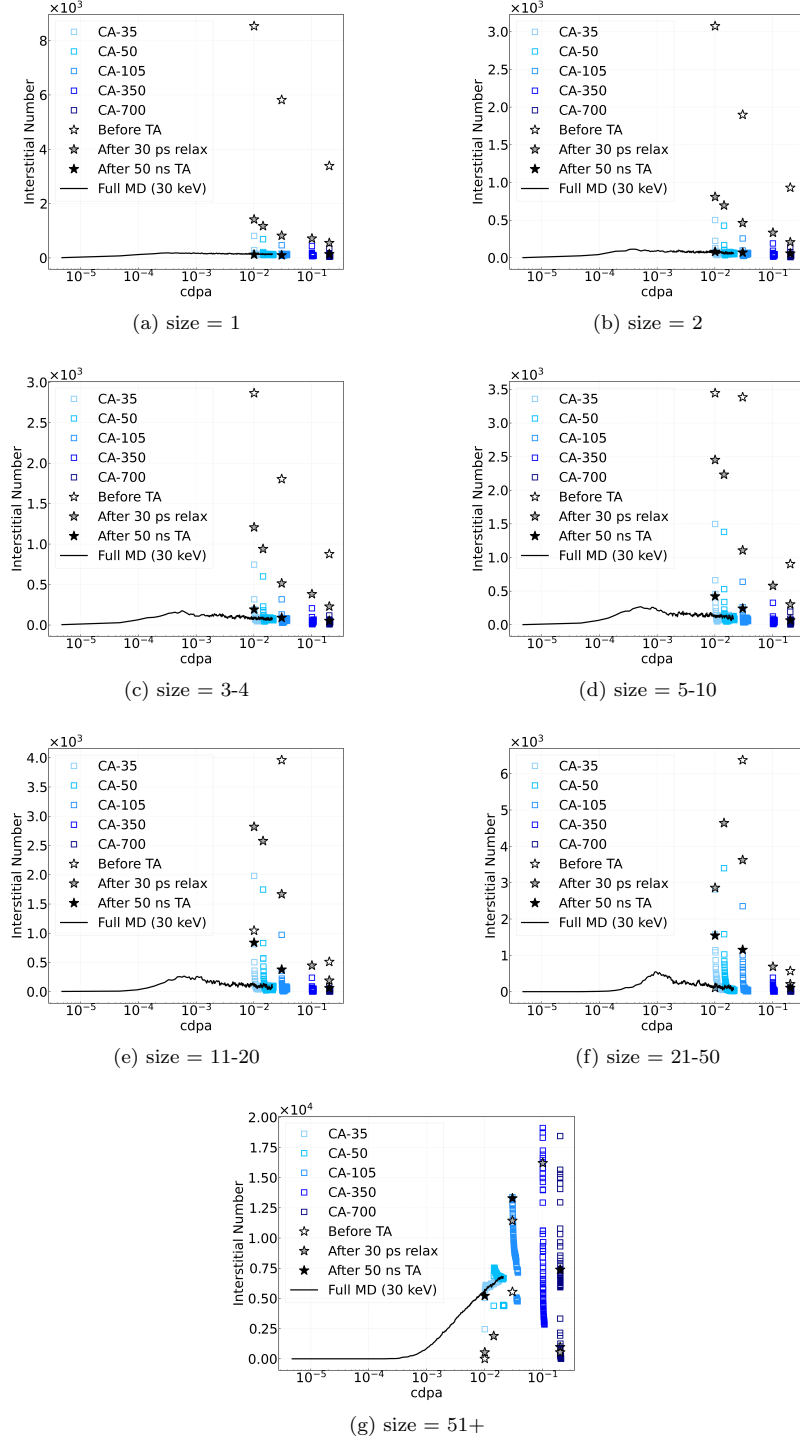 ×10³
8
6
4
2
0
Interstitial Number
CA-35
CA-50
CA-105
CA-350
CA-700
Before TA
After 30 ps relax
After 50 ns TA
Full MD (30 keV)
10⁻⁵ 10⁻⁴ 10⁻³ 10⁻² 10⁻¹
cdpa
(a) size = 1
×10³
3.0
2.5
2.0
1.5
1.0
0.5
0.0
Interstitial Number
CA-35
CA-50
CA-105
CA-350
CA-700
Before TA
After 30 ps relax
After 50 ns TA
Full MD (30 keV)
10⁻⁵ 10⁻⁴ 10⁻³ 10⁻² 10⁻¹
cdpa
(b) size = 2
×10³
3.0
2.5
2.0
1.5
1.0
0.5
0.0
Interstitial Number
CA-35
CA-50
CA-105
CA-350
CA-700
Before TA
After 30 ps relax
After 50 ns TA
Full MD (30 keV)
10⁻⁵ 10⁻⁴ 10⁻³ 10⁻² 10⁻¹
cdpa
(c) size = 3-4
×10³
3.5
3.0
2.5
2.0
1.5
1.0
0.5
0.0
Interstitial Number
CA-35
CA-50
CA-105
CA-350
CA-700
Before TA
After 30 ps relax
After 50 ns TA
Full MD (30 keV)
10⁻⁵ 10⁻⁴ 10⁻³ 10⁻² 10⁻¹
cdpa
(d) size = 5-10
×10³
4.0
3.5
3.0
2.5
2.0
1.5
1.0
0.5
0.0
Interstitial Number
CA-35
CA-50
CA-105
CA-350
CA-700
Before TA
After 30 ps relax
After 50 ns TA
Full MD (30 keV)
10⁻⁵ 10⁻⁴ 10⁻³ 10⁻² 10⁻¹
cdpa
(e) size = 11-20
×10³
6
5
4
3
2
1
0
Interstitial Number
CA-35
CA-50
CA-105
CA-350
CA-700
Before TA
After 30 ps relax
After 50 ns TA
Full MD (30 keV)
10⁻⁵ 10⁻⁴ 10⁻³ 10⁻² 10⁻¹
cdpa
(f) size = 21-50
×10⁴
2.00
1.75
1.50
1.25
1.00
0.75
0.50
0.25
0.00
Interstitial Number
CA-35
CA-50
CA-105
CA-350
CA-700
Before TA
After 30 ps relax
After 50 ns TA
Full MD (30 keV)
10⁻⁵ 10⁻⁴ 10⁻³ 10⁻² 10⁻¹
cdpa
(g) size = 51+